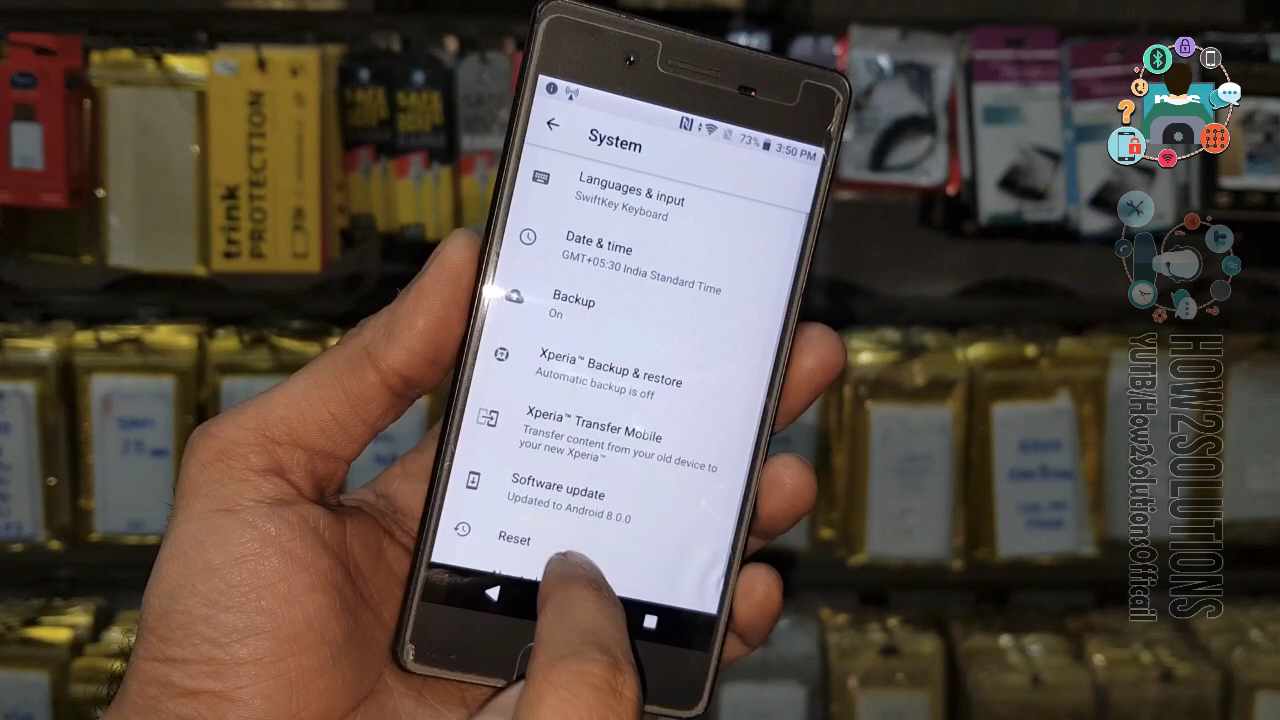 73%
3:50 PM
System
Languages & input
SwiftKey Keyboard
Date & time
GMT+05:30 India Standard Time
Backup
On
Xperia™ Backup & restore
Automatic backup is off
Xperia™ Transfer Mobile
Transfer content from your old device to
your new Xperia™
Software update
Updated to Android 8.0.0
Reset
trink
PROTECTION
SAFE
SAFE
HOW2SOLUTIONS
YUTB/How2SolutionsOfficail